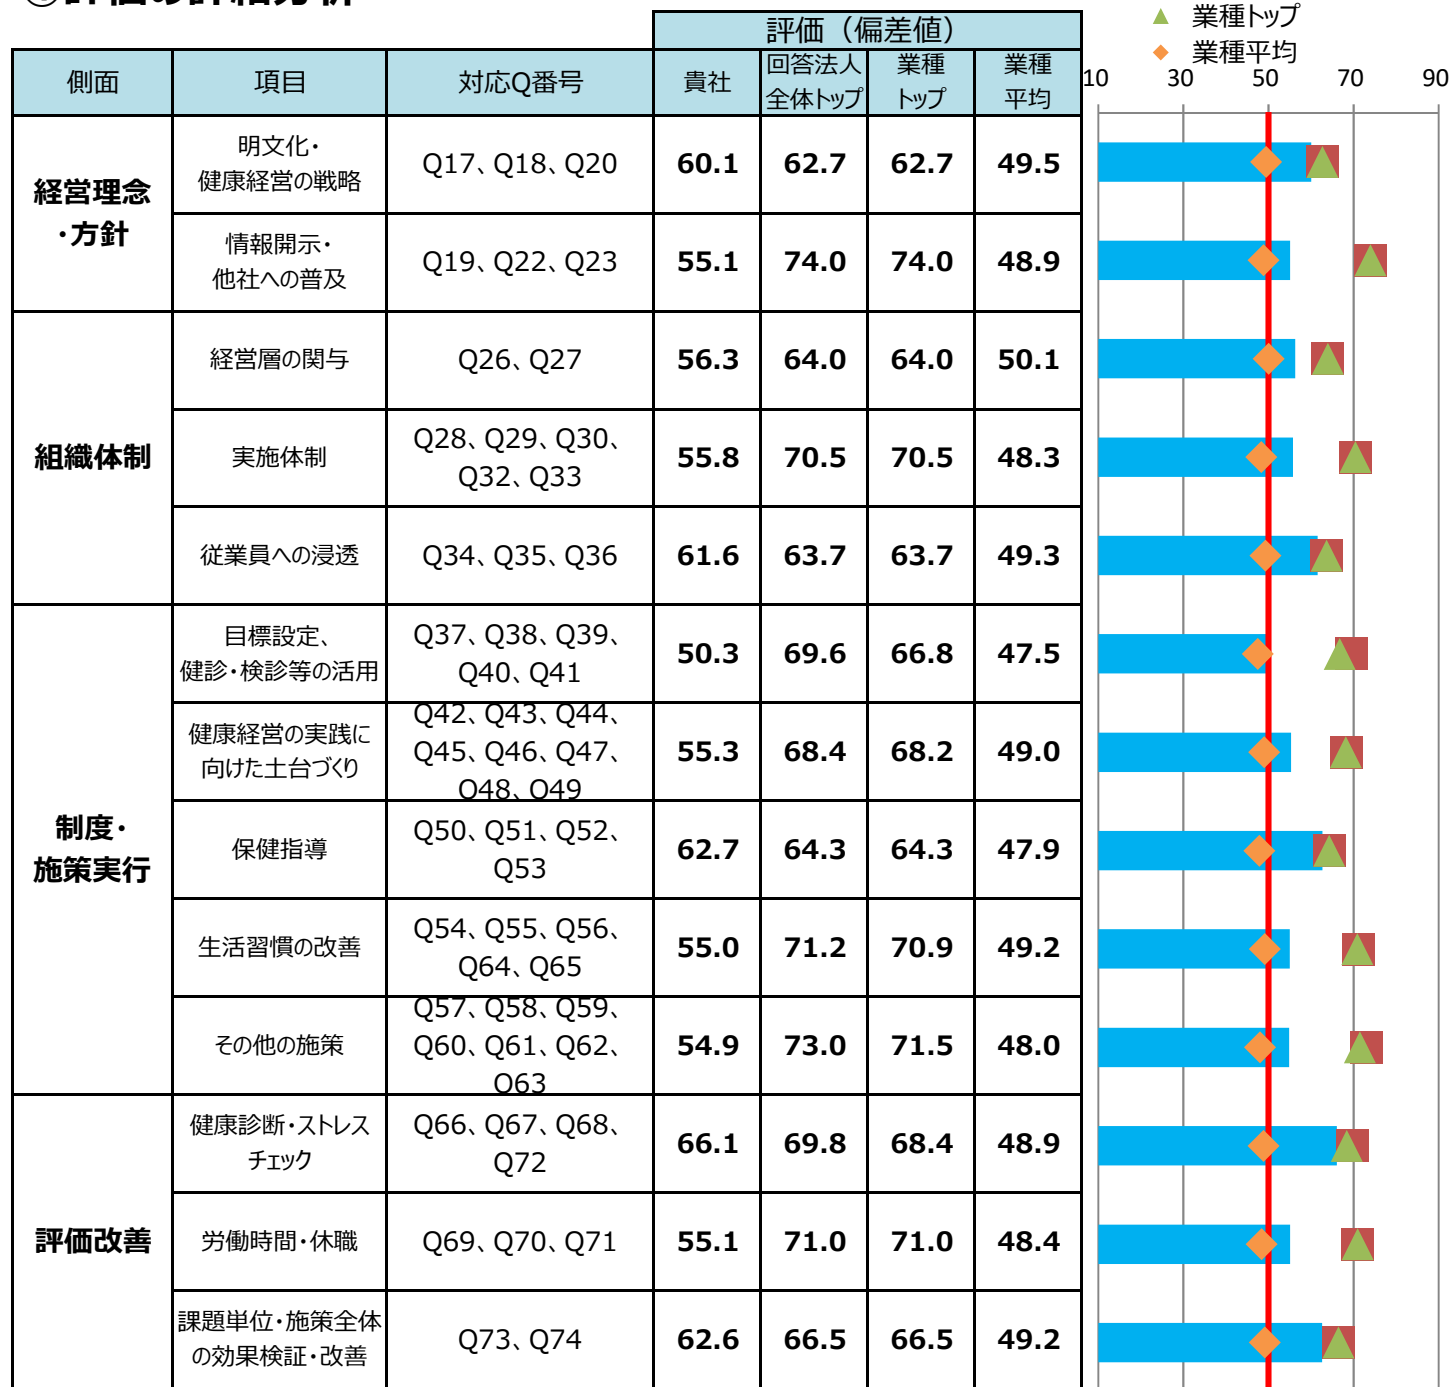 ▲ 業種トップ
◆ 業種平均
評価（偏差値）
側面 項目 対応Q番号 貴社 回答法人 業種 業種
全体トップ トップ 平均
10 30 50 70 90
経営理念
・方針
明文化・
健康経営の戦略
Q17、Q18、Q20 60.1 62.7 62.7 49.5
情報開示・
他社への普及
Q19、Q22、Q23 55.1 74.0 74.0 48.9
組織体制
経営層の関与 Q26、Q27 56.3 64.0 64.0 50.1
実施体制
Q28、Q29、Q30、
Q32、Q33
55.8 70.5 70.5 48.3
従業員への浸透 Q34、Q35、Q36 61.6 63.7 63.7 49.3
制度・
施策実行
目標設定、
健診・検診等の活用
Q37、Q38、Q39、
Q40、Q41
50.3 69.6 66.8 47.5
健康経営の実践に
向けた土台づくり
Q42、Q43、Q44、
Q45、Q46、Q47、
Q48、Q49
55.3 68.4 68.2 49.0
保健指導
Q50、Q51、Q52、
Q53
62.7 64.3 64.3 47.9
生活習慣の改善
Q54、Q55、Q56、
Q64、Q65
55.0 71.2 70.9 49.2
その他の施策
Q57、Q58、Q59、
Q60、Q61、Q62、
Q63
54.9 73.0 71.5 48.0
評価改善
健康診断・ストレス
チェック
Q66、Q67、Q68、
Q72
66.1 69.8 68.4 48.9
労働時間・休職 Q69、Q70、Q71 55.1 71.0 71.0 48.4
課題単位・施策全体
の効果検証・改善
Q73、Q74 62.6 66.5 66.5 49.2